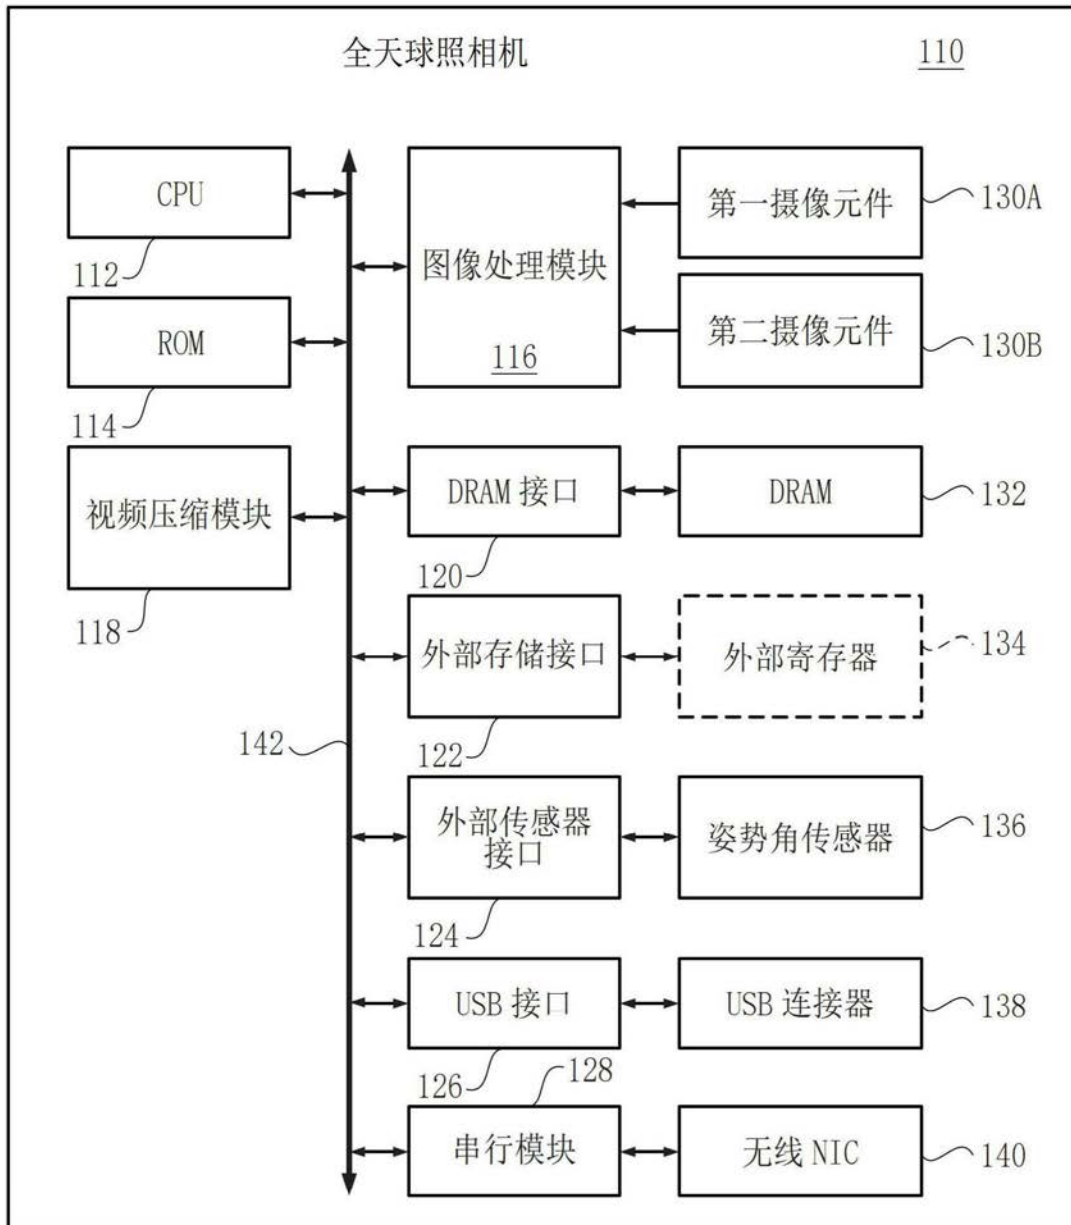 全天球照相机
110
CPU
112
图像处理模块
116
第一摄像元件
130A
第二摄像元件
130B
ROM
114
视频压缩模块
118
DRAM 接口
120
DRAM
132
外部存储接口
122
外部寄存器
134
142
外部传感器
接口
124
姿势角传感器
136
USB 接口
126
USB 连接器
138
128
串行模块
无线 NIC
140